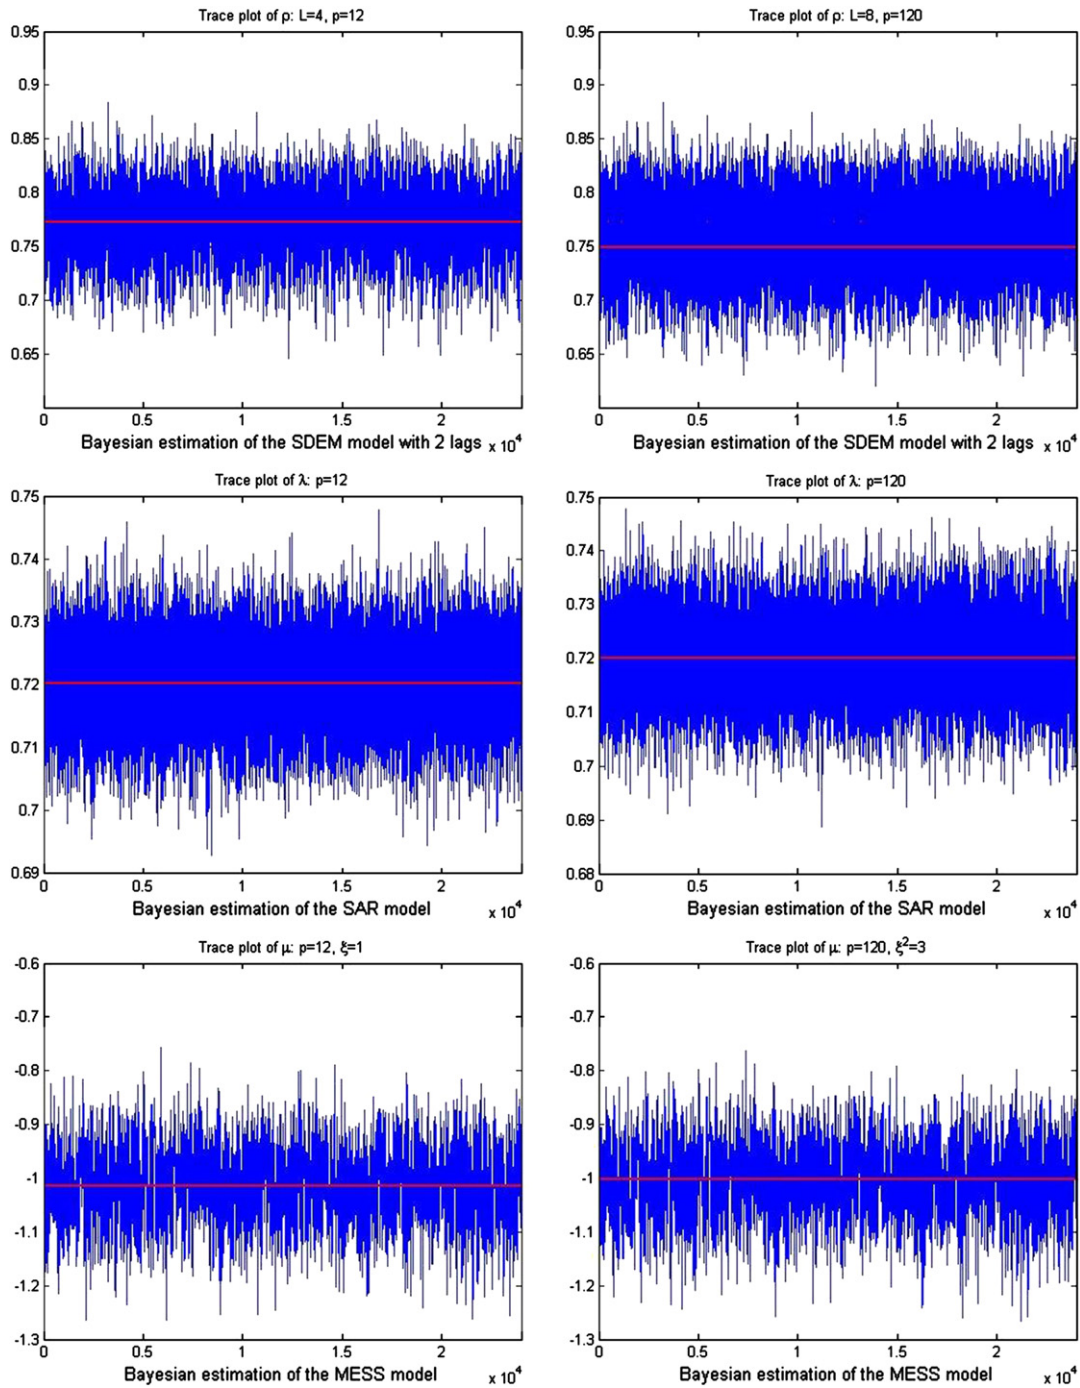 Trace plot of ρ: L=4, p=12
0.95
0.9
0.85
0.8
0.75
0.7
0.65
0 0.5 1 1.5 2
x 10^4
Bayesian estimation of the SDEM model with 2 lags
Trace plot of ρ: L=8, p=120
0.95
0.9
0.85
0.8
0.75
0.7
0.65
0 0.5 1 1.5 2
x 10^4
Bayesian estimation of the SDEM model with 2 lags
Trace plot of λ: p=12
0.75
0.74
0.73
0.72
0.71
0.7
0.69
0 0.5 1 1.5 2
x 10^4
Bayesian estimation of the SAR model
Trace plot of λ: p=120
0.75
0.74
0.73
0.72
0.71
0.7
0.69
0.68
0 0.5 1 1.5 2
x 10^4
Bayesian estimation of the SAR model
Trace plot of μ: p=12, ξ=1
-0.6
-0.7
-0.8
-0.9
-1
-1.1
-1.2
-1.3
0 0.5 1 1.5 2
x 10^4
Bayesian estimation of the MESS model
Trace plot of μ: p=120, ξ²=3
-0.6
-0.7
-0.8
-0.9
-1
-1.1
-1.2
-1.3
0 0.5 1 1.5 2
x 10^4
Bayesian estimation of the MESS model